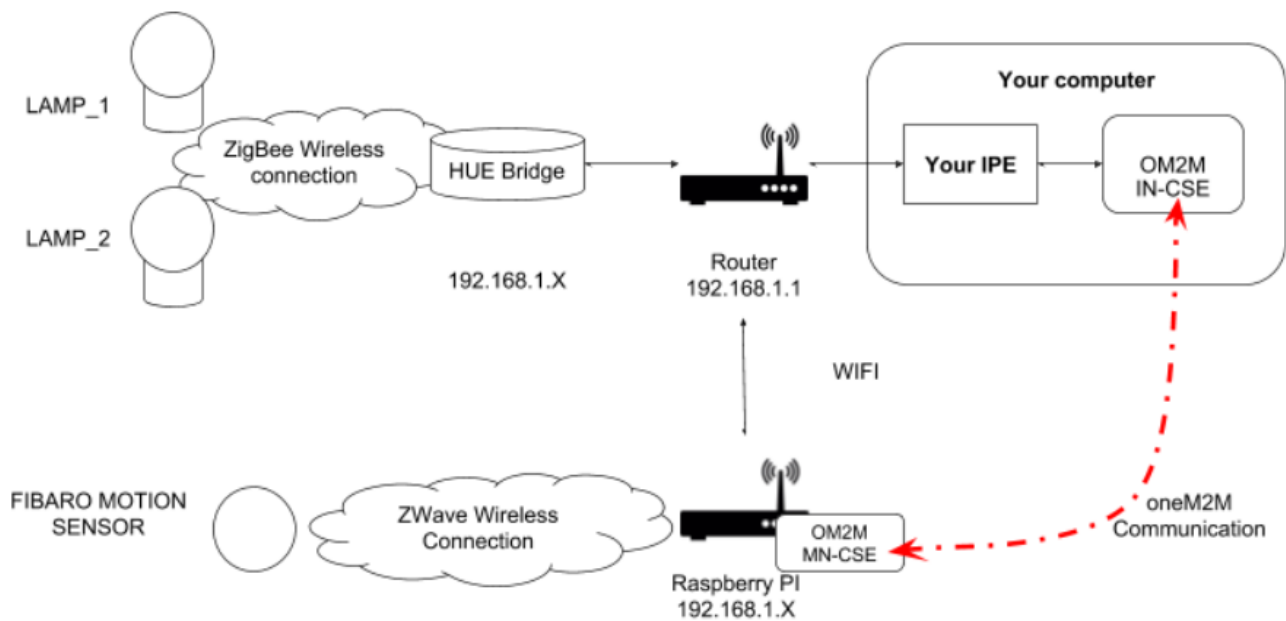 LAMP_1
ZigBee Wireless
connection
HUE Bridge
Your computer
Your IPE
OM2M
IN-CSE
LAMP_2
192.168.1.X
Router
192.168.1.1
WIFI
FIBARO MOTION
SENSOR
ZWave Wireless
Connection
OM2M
MN-CSE
Raspberry PI
192.168.1.X
oneM2M
Communication